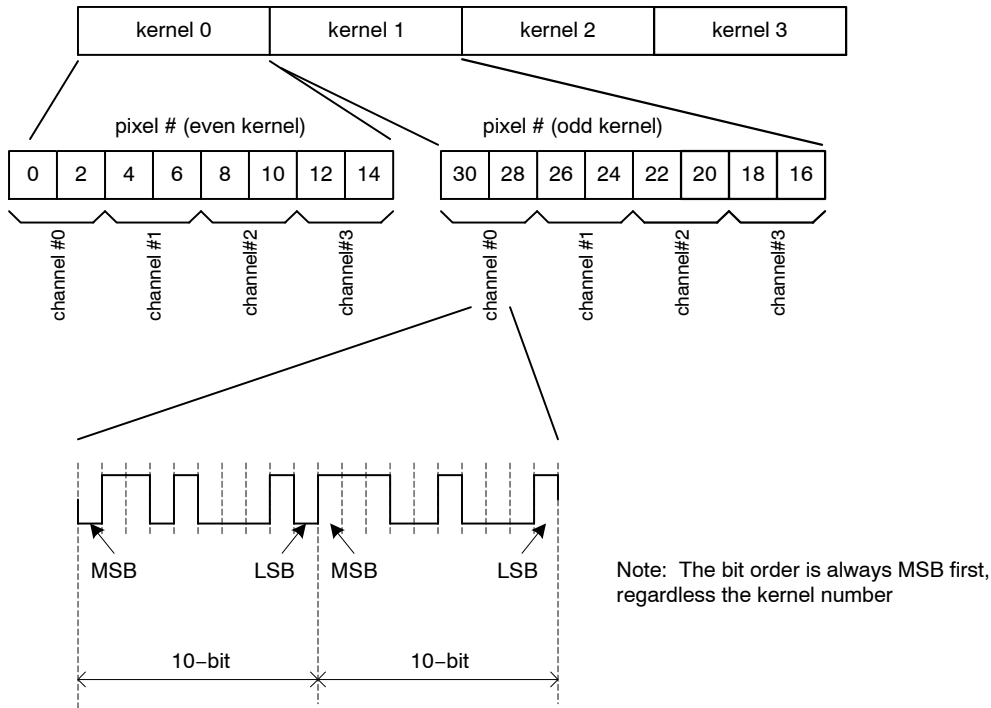 kernel 0 kernel 1 kernel 2 kernel 3
pixel # (even kernel) pixel # (odd kernel)
0 2 4 6 8 10 12 14 30 28 26 24 22 20 18 16
channel #0 channel #1 channel#2 channel#3 channel #0 channel #1 channel#2 channel#3
MSB LSB MSB LSB
Note: The bit order is always MSB first,
regardless the kernel number
10−bit 10−bit